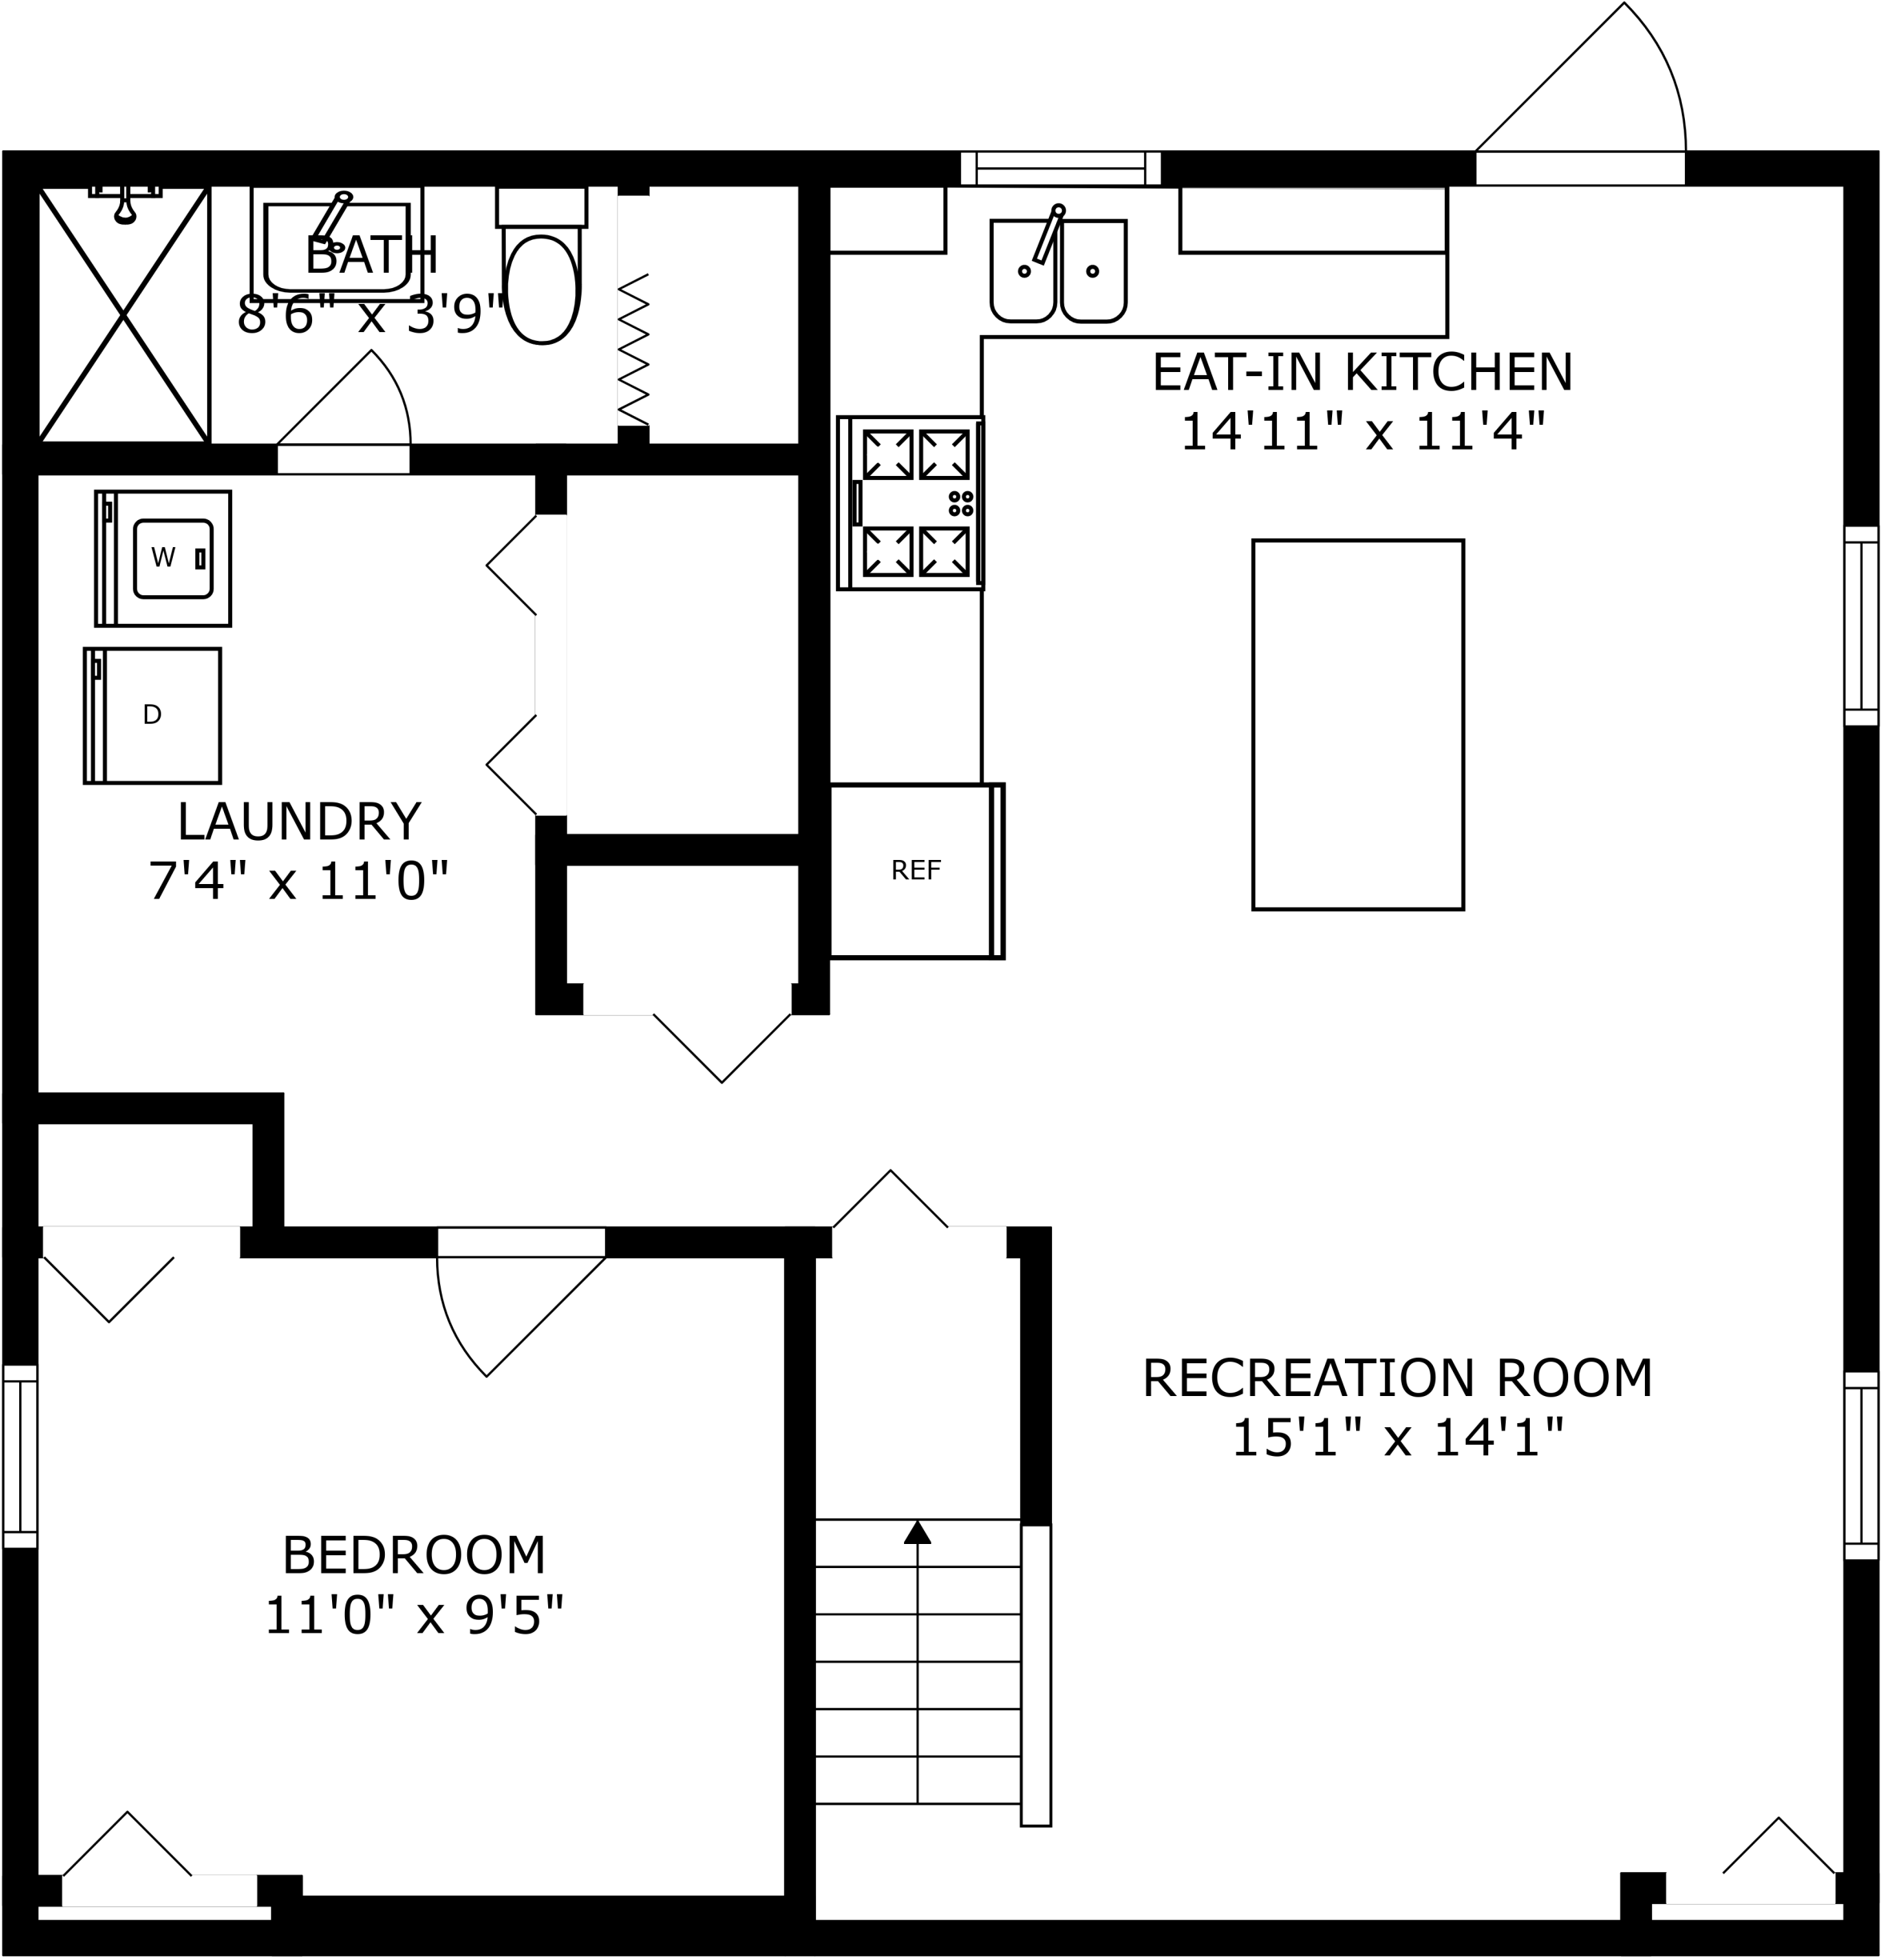 BATH
8'6" x 3'9"
EAT-IN KITCHEN
14'11" x 11'4"
W
D
LAUNDRY
7'4" x 11'0"
REF
RECREATION ROOM
15'1" x 14'1"
BEDROOM
11'0" x 9'5"